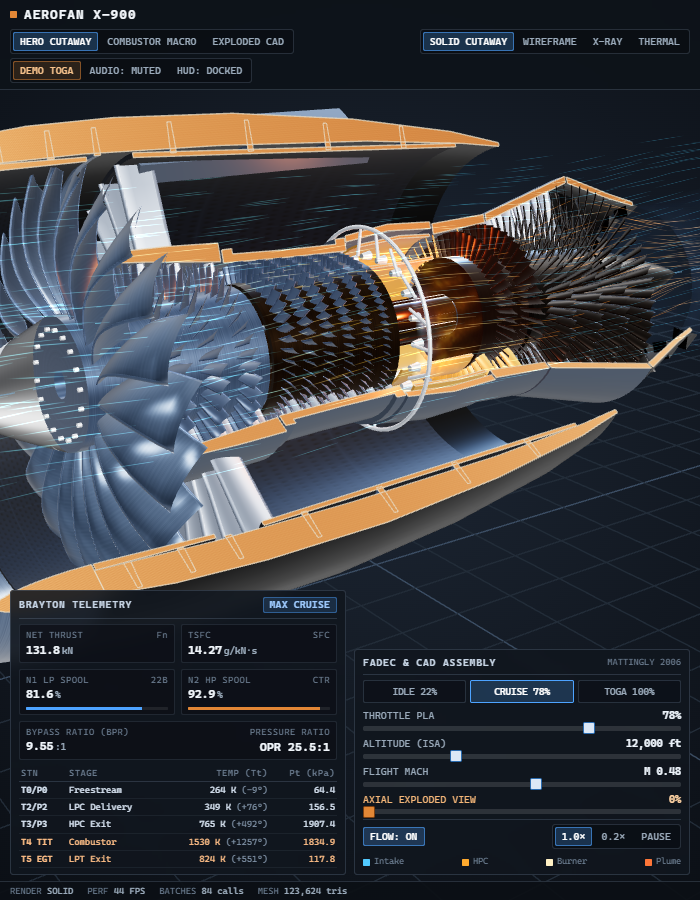 AEROFAN X-900
HERO CUTAWAY COMBUSTOR MACRO EXPLODED CAD
SOLID CUTAWAY WIREFRAME X-RAY THERMAL
DEMO TOGA AUDIO: MUTED HUD: DOCKED
BRAYTON TELEMETRY MAX CRUISE
NET THRUST Fn
131.8 kN
TSFC SFC
14.27 g/kN·s
N1 LP SPOOL 22B
81.6 %
N2 HP SPOOL CTR
92.9 %
BYPASS RATIO (BPR) PRESSURE RATIO
9.55 :1 OPR 25.5:1
STN STAGE TEMP (Tt) Pt (kPa)
T0/P0 Freestream 264 K (-9°) 64.4
T2/P2 LPC Delivery 349 K (+76°) 156.5
T3/P3 HPC Exit 765 K (+492°) 1907.4
T4 TIT Combustor 1530 K (+1257°) 1834.9
T5 EGT LPT Exit 824 K (+551°) 117.8
FADEC & CAD ASSEMBLY MATTINGLY 2006
IDLE 22% CRUISE 78% TOGA 100%
THROTTLE PLA 78%
ALTITUDE (ISA) 12,000 ft
FLIGHT MACH M 0.48
AXIAL EXPLODED VIEW 0%
FLOW: ON 1.0× 0.2× PAUSE
Intake HPC Burner Plume
RENDER SOLID PERF 44 FPS BATCHES 84 calls MESH 123,624 tris